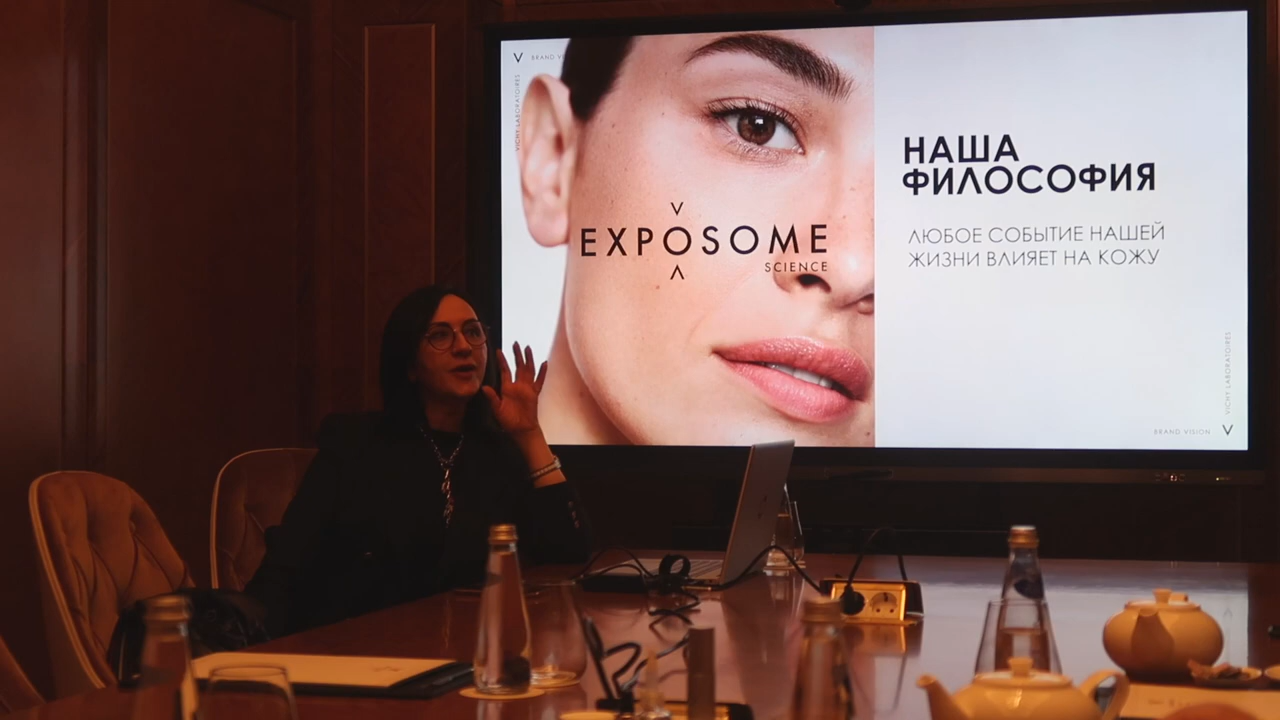 BRAND VISION
VICHY LABORATOIRES
EXPOSOME
SCIENCE
НАША
ФИЛОСОФИЯ
ЛЮБОЕ СОБЫТИЕ НАШЕЙ
ЖИЗНИ ВЛИЯЕТ НА КОЖУ
VICHY LABORATOIRES
BRAND VISION